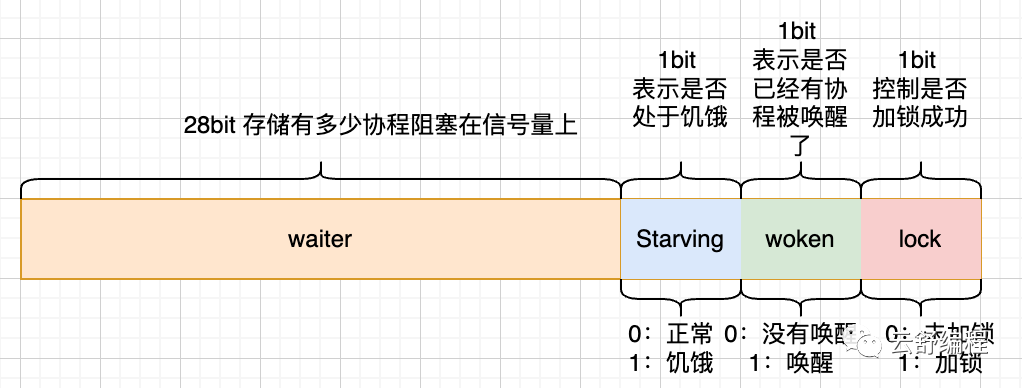 1bit
表示是否
已经有协
程被唤醒
了
1bit
表示是否
处于饥饿
1bit
控制是否
加锁成功
28bit 存储有多少协程阻塞在信号量上
waiter
Starving
woken
lock
0：正常
1：饥饿
0：没有唤醒
1：唤醒
0：未加锁
1：加锁
云舒编程